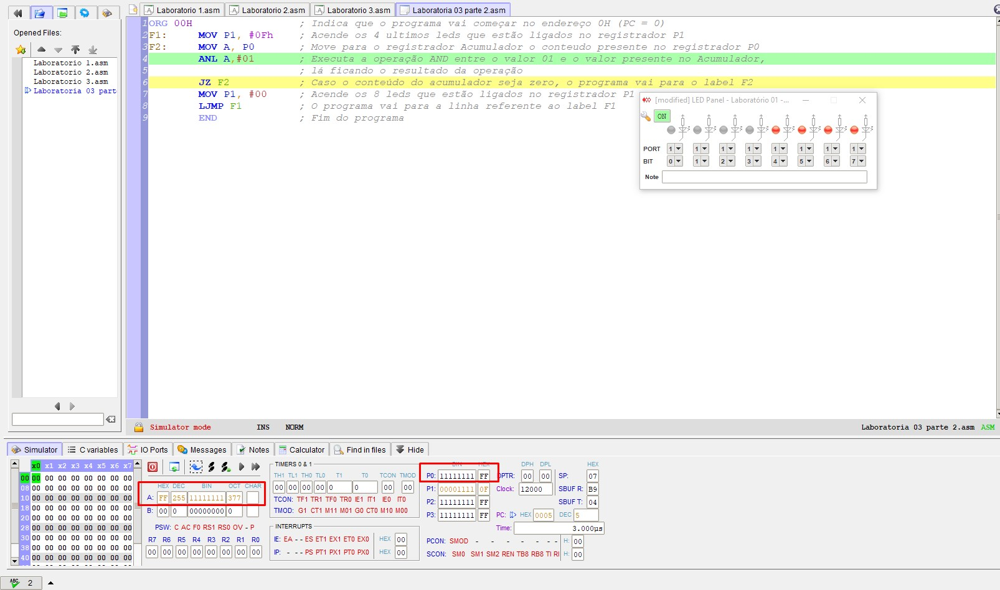 Laboratorio 1.asm Laboratorio 2.asm Laboratorio 3.asm Laboratoria 03 parte 2.asm
Opened Files:
Laboratorio 1.asm
Laboratorio 2.asm
Laboratorio 3.asm
Laboratoria 03 part
1 ORG 00H ; Indica que o programa vai começar no endereço 0H (PC = 0)
2 F1: MOV P1, #0Fh ; Acende os 4 ultimos leds que estão ligados no registrador P1
3 F2: MOV A, P0 ; Move para o registrador Acumulador o conteudo presente no registrador P0
4 ANL A,#01 ; Executa a operação AND entre o valor 01 e o valor presente no Acumulador,
5 ; lá ficando o resultado da operação
6 JZ F2 ; Caso o conteúdo do acumulador seja zero, o programa vai para o label F2
7 MOV P1, #00 ; Acende os 8 leds que estão ligados no registrador P1
8 LJMP F1 ; O programa vai para a linha referente ao label F1
9 END ; Fim do programa
[modified] LED Panel - Laboratório 01 -...
ON
PORT 1 1 1 1 1 1 1 1
BIT 0 1 2 3 4 5 6 7
Note
Simulator mode INS NORM Laboratoria 03 parte 2.asm ASM
Simulator C variables IO Ports Messages Notes Calculator Find in files Hide
x0 x1 x2 x3 x4 x5 x6 x7
00 00 00 00 00 00 00 00 00
08 00 00 00 00 00 00 00 00
10 00 00 00 00 00 00 00 00
18 00 00 00 00 00 00 00 00
20 00 00 00 00 00 00 00 00
28 00 00 00 00 00 00 00 00
30 00 00 00 00 00 00 00 00
38 00 00 00 00 00 00 00 00
40 00 00 00 00 00 00 00 00
HEX DEC BIN OCT CHAR
A: FF 255 11111111 377
B: 00 0 00000000 0
PSW: C AC F0 RS1 RS0 OV - P
R7 R6 R5 R4 R3 R2 R1 R0
00 00 00 00 00 00 00 00
TIMERS 0 & 1
TH1 TL1 TH0 TL0 T1 T0 TCON TMOD
00 00 00 00 0 0 00 00
TCON: TF1 TR1 TF0 TR0 IE1 IT1 IE0 IT0
TMOD: G1 CT1 M11 M01 G0 CT0 M10 M00
INTERRUPTS
IE: EA - - ES ET1 EX1 ET0 EX0 HEX 00
IP: - - - PS PT1 PX1 PT0 PX0 HEX 00
BIN HEX
P0: 11111111 FF
P1: 00001111 0F
P2: 11111111 FF
P3: 11111111 FF
DPH DPL HEX
DPTR: 00 00 SP: 07
Clock: 12000 SBUF R: B9
SBUF T: 04
PC: HEX 0005 DEC 5
Time: 3.000µs
PCON: SMOD - - - - - - - H: 00
SCON: SM0 SM1 SM2 REN TB8 RB8 TI RI H: 00
ABC 2